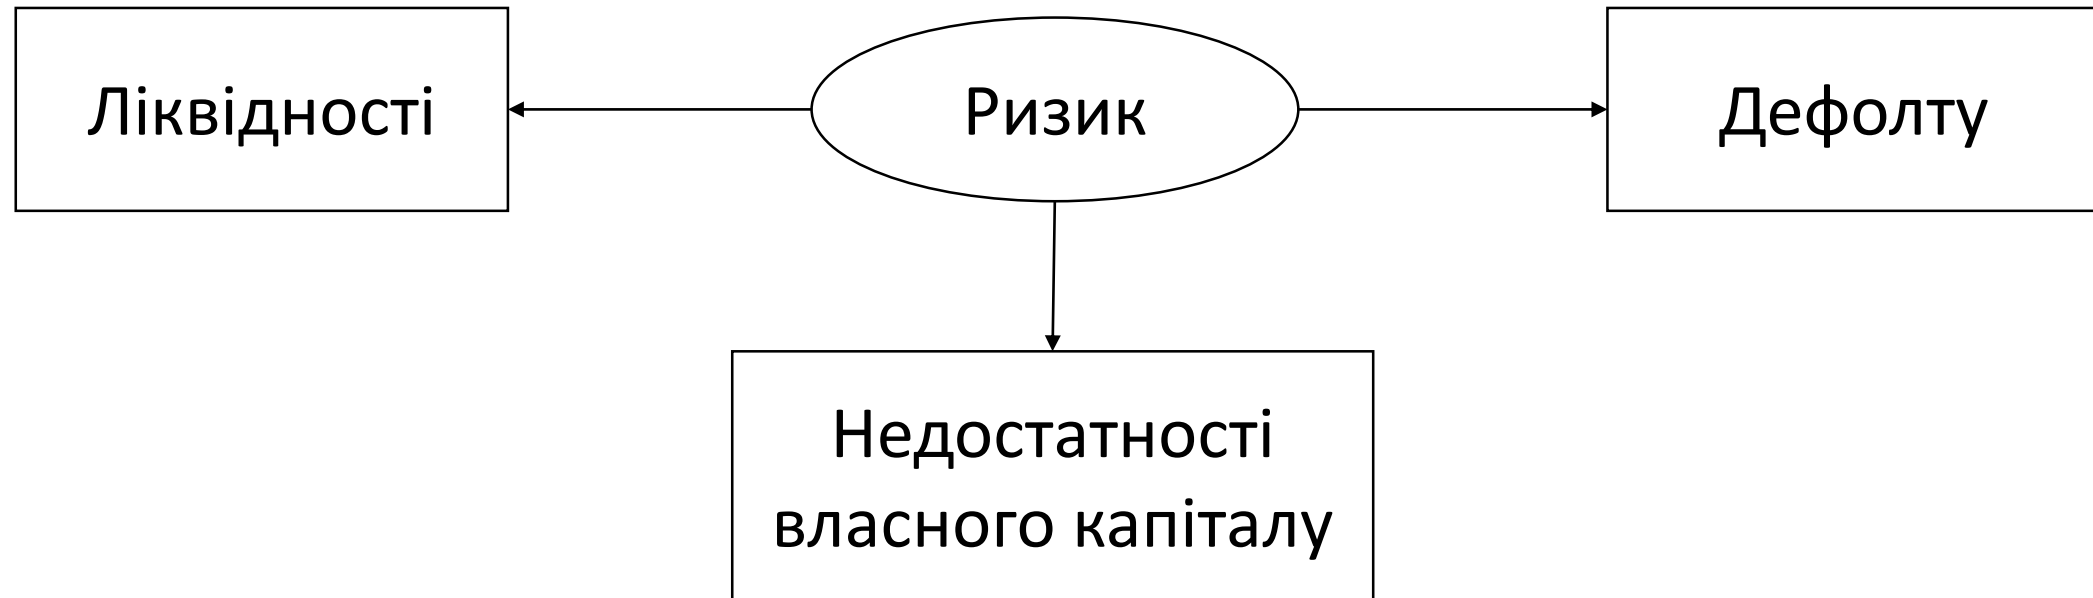 Ліквідності
Ризик
Дефолту
Недостатності
власного капіталу